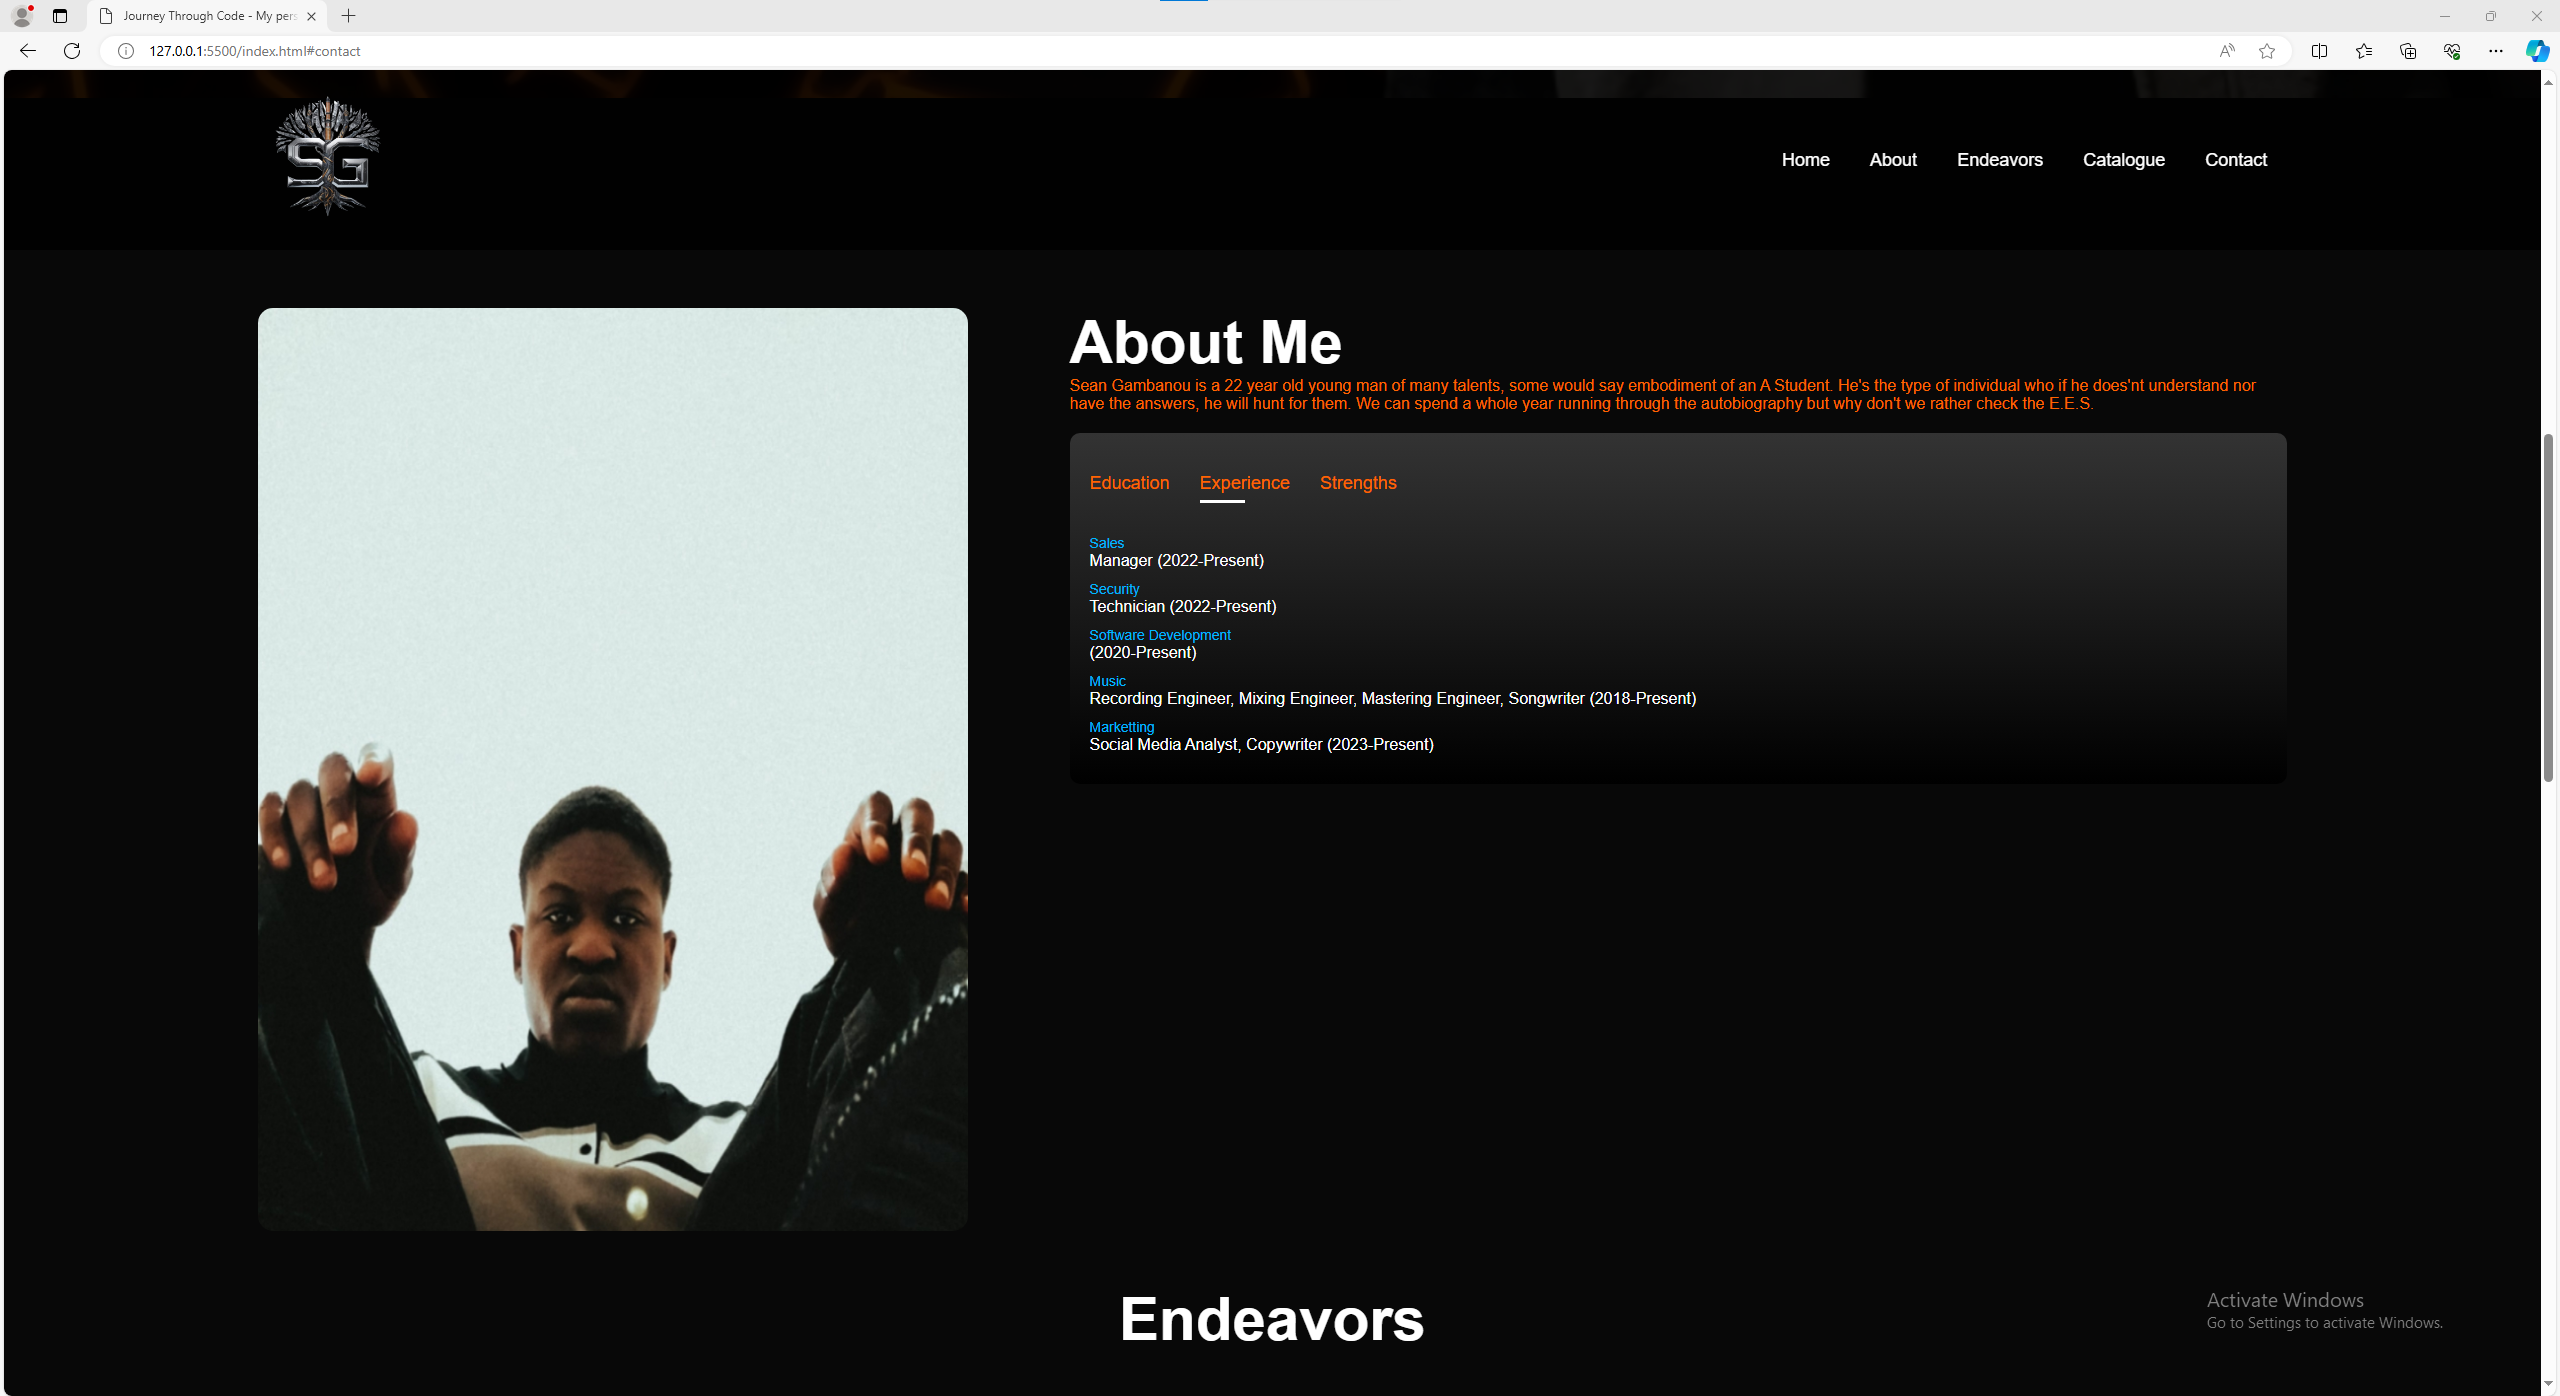 Journey Through Code - My pers
127.0.0.1:5500/index.html#contact
SG
Home About Endeavors Catalogue Contact
About Me
Sean Gambanou is a 22 year old young man of many talents, some would say embodiment of an A Student. He's the type of individual who if he does'nt understand nor
have the answers, he will hunt for them. We can spend a whole year running through the autobiography but why don't we rather check the E.E.S.
Education Experience Strengths
Sales
Manager (2022-Present)
Security
Technician (2022-Present)
Software Development
(2020-Present)
Music
Recording Engineer, Mixing Engineer, Mastering Engineer, Songwriter (2018-Present)
Marketting
Social Media Analyst, Copywriter (2023-Present)
Endeavors
Activate Windows
Go to Settings to activate Windows.